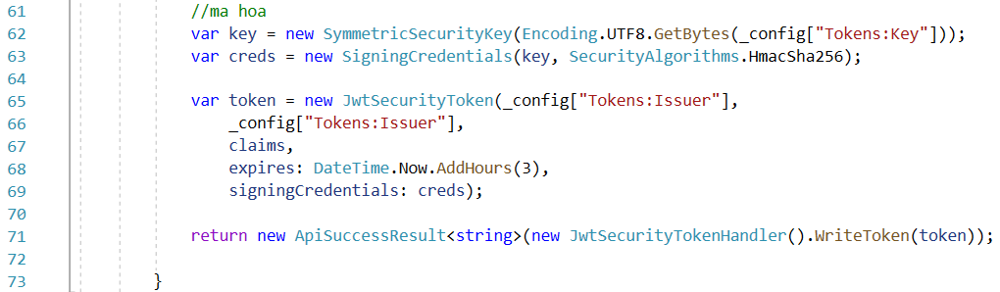 61 //ma hoa
62 var key = new SymmetricSecurityKey(Encoding.UTF8.GetBytes(_config["Tokens:Key"]));
63 var creds = new SigningCredentials(key, SecurityAlgorithms.HmacSha256);
64
65 var token = new JwtSecurityToken(_config["Tokens:Issuer"],
66 _config["Tokens:Issuer"],
67 claims,
68 expires: DateTime.Now.AddHours(3),
69 signingCredentials: creds);
70
71 return new ApiSuccessResult<string>(new JwtSecurityTokenHandler().WriteToken(token));
72
73 }